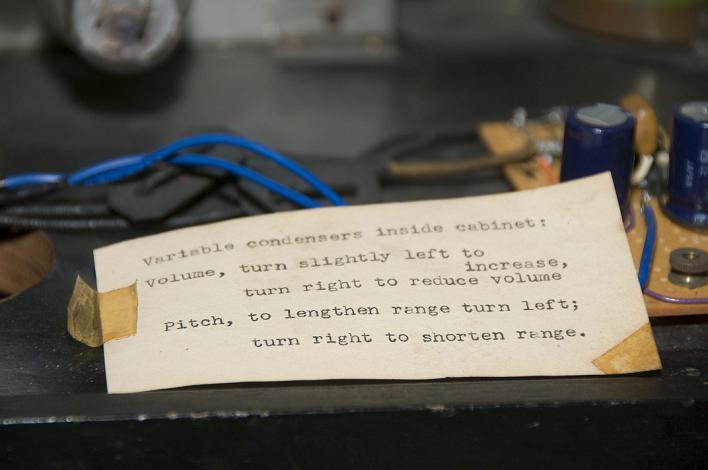 Variable condensers inside cabinet:
Volume, turn slightly left to
increase,
turn right to reduce volume
Pitch, to lengthen range turn left;
turn right to shorten range.